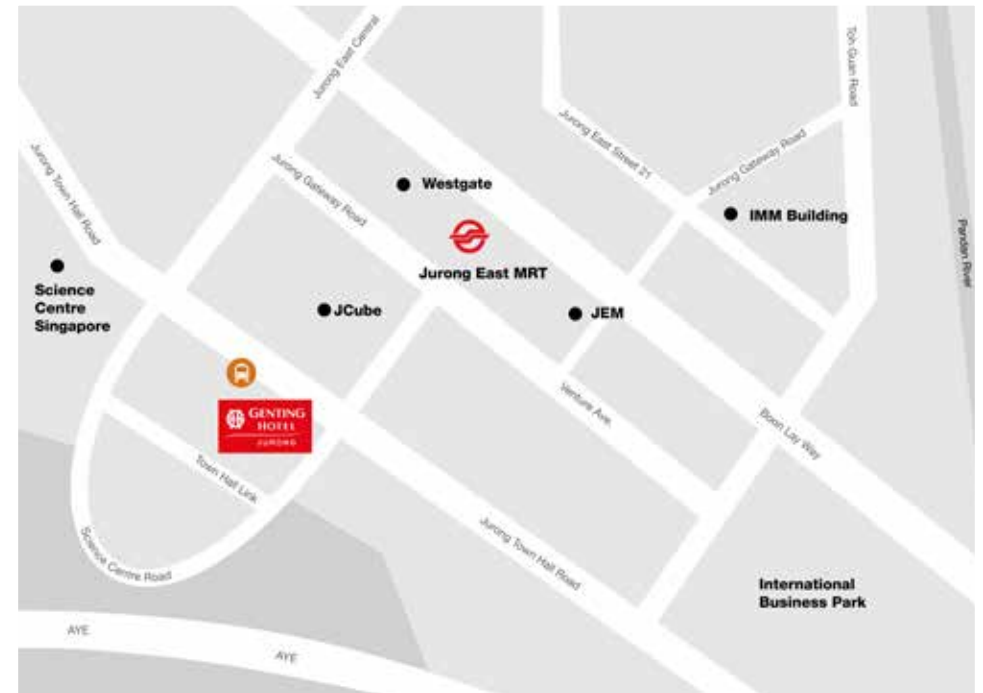 Jurong East Central
Toh Guan Road
Jurong East Street 21
Jurong Gateway Road
Jurong Town Hall Road
Jurong Gateway Road
Westgate
IMM Building
Pandan River
Jurong East MRT
Science
Centre
Singapore
JCube
JEM
GENTING
HOTEL
JURONG
Venture Ave.
Boon Lay Way
Town Hall Link
Jurong Town Hall Road
Science Centre Road
International
Business Park
AYE
AYE